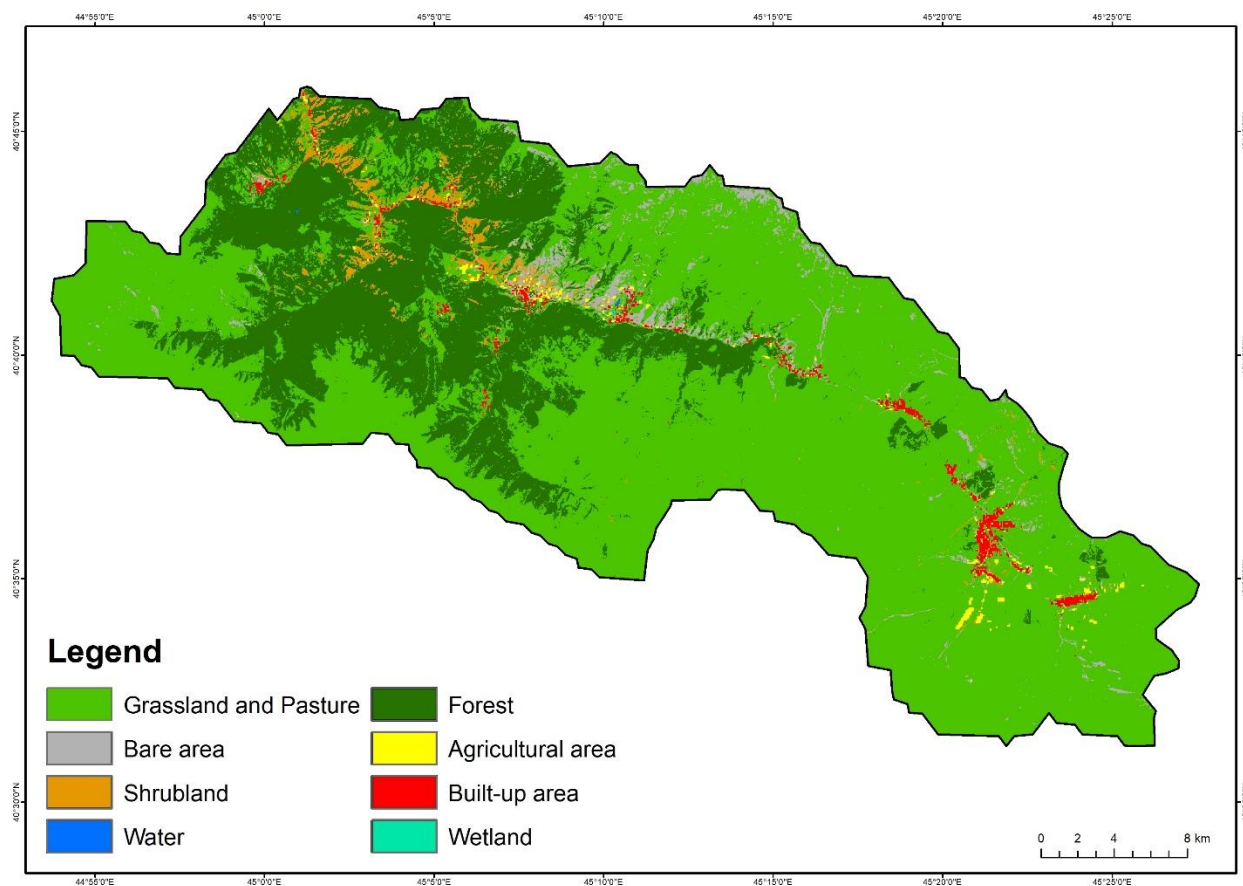 44°55'0"E 45°0'0"E 45°5'0"E 45°10'0"E 45°15'0"E 45°20'0"E 45°25'0"E
40°45'0"N
40°40'0"N
40°35'0"N
40°30'0"N
Legend
Grassland and Pasture
Forest
Bare area
Agricultural area
Shrubland
Built-up area
Water
Wetland
0 2 4 8 km
44°55'0"E 45°0'0"E 45°5'0"E 45°10'0"E 45°15'0"E 45°20'0"E 45°25'0"E